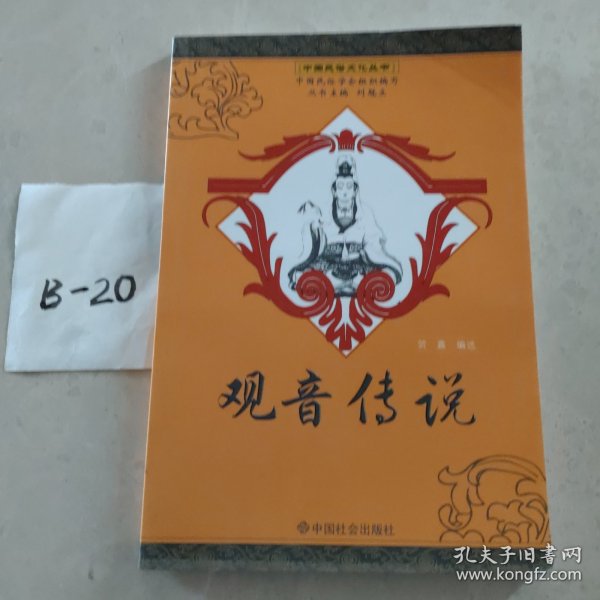 中国民俗文化丛书
中国民俗学会组织编写
丛书主编 刘魁立
B-20
贺鑫 编选
观音传说
中国社会出版社
孔夫子旧书网
www.kongfz.com